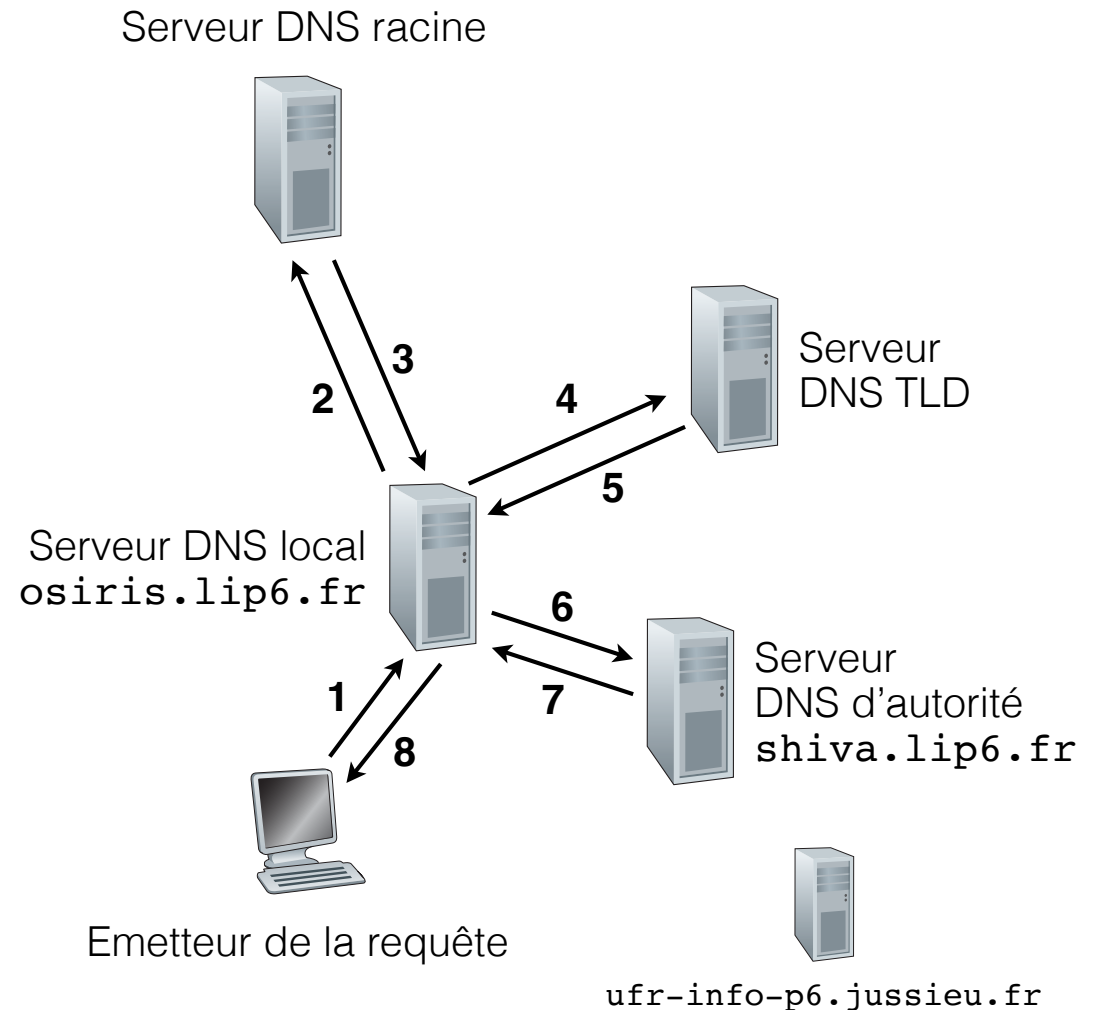 Serveur DNS racine
3
2
4
Serveur
DNS TLD
5
Serveur DNS local
osiris.lip6.fr
6
Serveur
DNS d'autorité
shiva.lip6.fr
7
1
8
Emetteur de la requête
ufr-info-p6.jussieu.fr